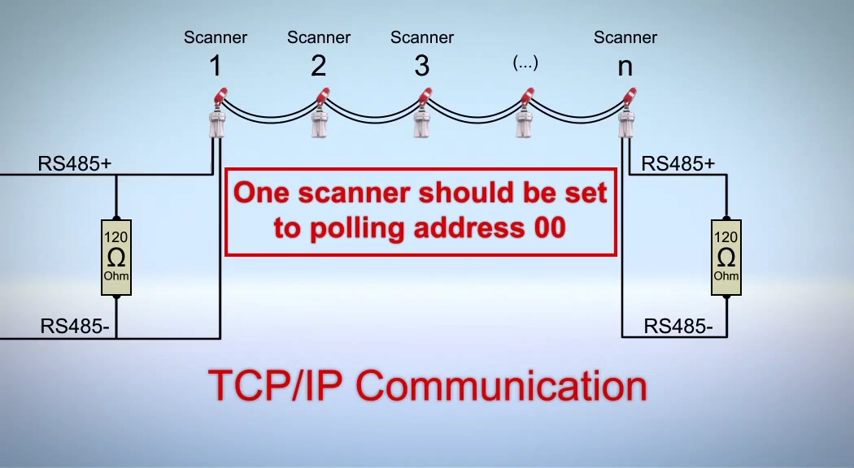 Scanner Scanner Scanner Scanner
1 2 3 (...) n
RS485+ RS485+
One scanner should be set
to polling address 00
120 120
Ω Ω
Ohm Ohm
RS485- RS485-
TCP/IP Communication